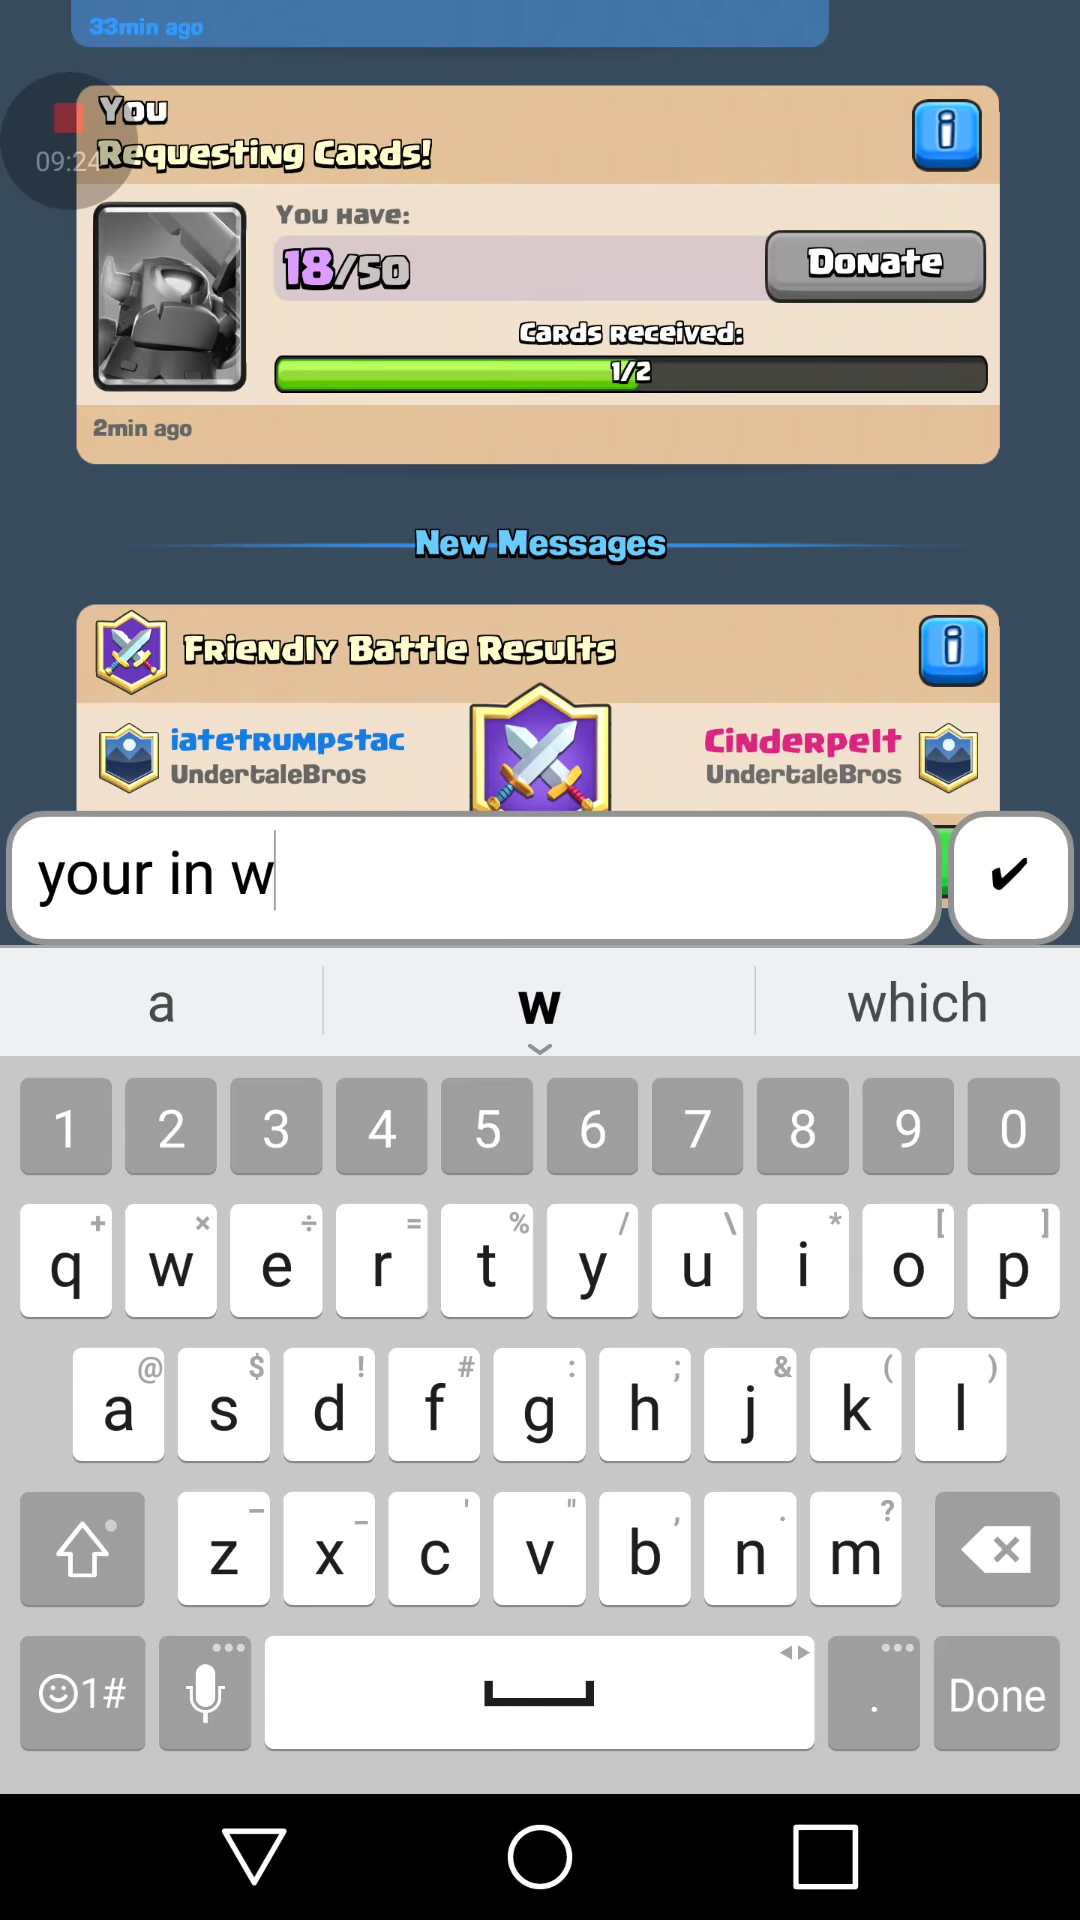 33min ago
You
09:24
Requesting Cards!
You have:
18/50
Donate
Cards received:
1/2
2min ago
New Messages
Friendly Battle Results
iatetrumpstac
UndertaleBros
Cinderpelt
UndertaleBros
your in w
a
w
which
1 2 3 4 5 6 7 8 9 0
+ × ÷ = % / \ * [ ]
q w e r t y u i o p
@ $ ! # : ; & ( )
a s d f g h j k l
– _ ' " , . ?
z x c v b n m
1# . Done